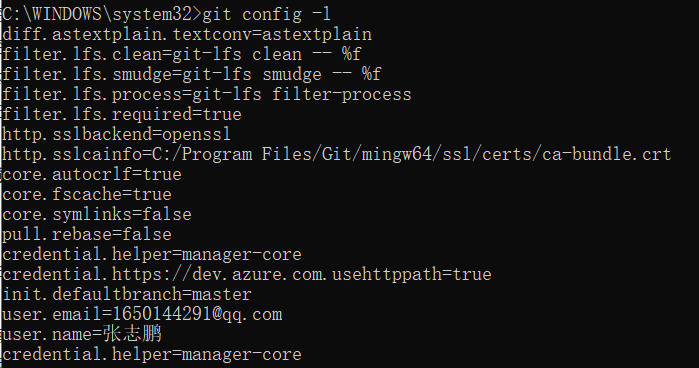 C:\WINDOWS\system32>git config -l
diff.astextplain.textconv=astextplain
filter.lfs.clean=git-lfs clean -- %f
filter.lfs.smudge=git-lfs smudge -- %f
filter.lfs.process=git-lfs filter-process
filter.lfs.required=true
http.sslbackend=openssl
http.sslcainfo=C:/Program Files/Git/mingw64/ssl/certs/ca-bundle.crt
core.autocrlf=true
core.fscache=true
core.symlinks=false
pull.rebase=false
credential.helper=manager-core
credential.https://dev.azure.com.usehttppath=true
init.defaultbranch=master
user.email=1650144291@qq.com
user.name=张志鹏
credential.helper=manager-core